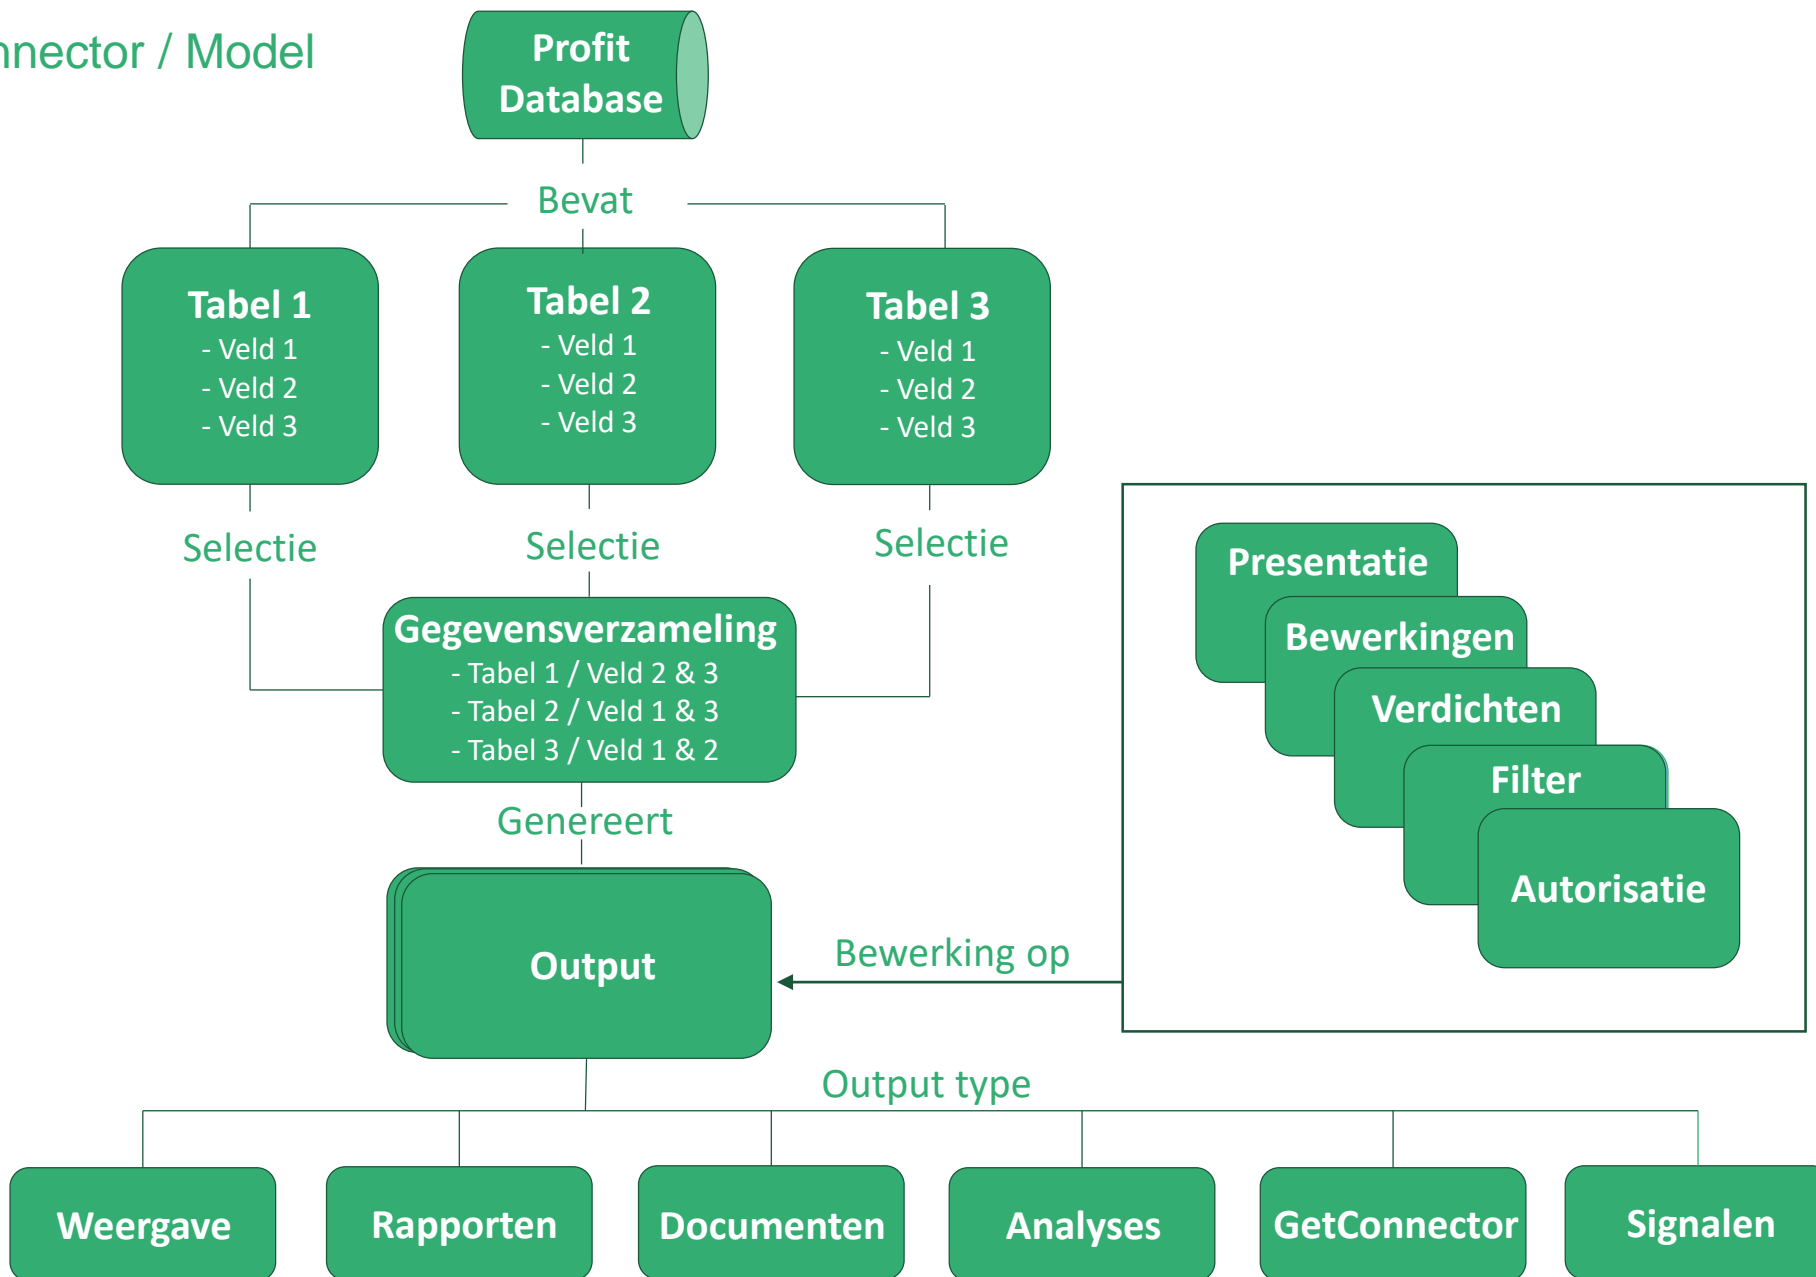 nnector / Model
Profit
Database
Bevat
Tabel 1
- Veld 1
- Veld 2
- Veld 3
Tabel 2
- Veld 1
- Veld 2
- Veld 3
Tabel 3
- Veld 1
- Veld 2
- Veld 3
Selectie
Selectie
Selectie
Gegevensverzameling
- Tabel 1 / Veld 2 & 3
- Tabel 2 / Veld 1 & 3
- Tabel 3 / Veld 1 & 2
Genereert
Output
Bewerking op
Presentatie
Bewerkingen
Verdichten
Filter
Autorisatie
Output type
Weergave
Rapporten
Documenten
Analyses
GetConnector
Signalen